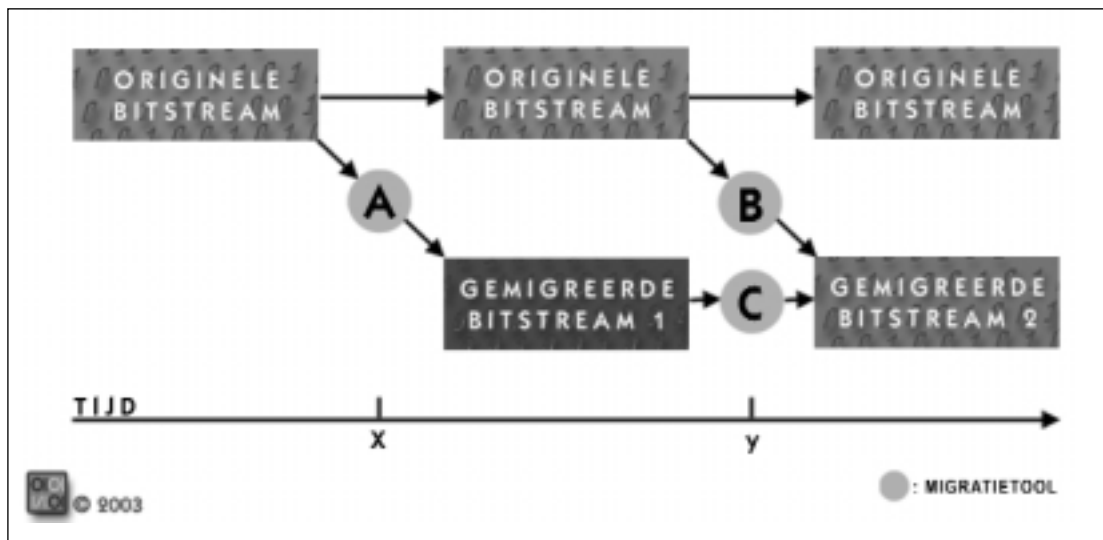 ORIGINELE
BITSTREAM
ORIGINELE
BITSTREAM
ORIGINELE
BITSTREAM
A
B
GEMIGREERDE
BITSTREAM 1
C
GEMIGREERDE
BITSTREAM 2
TIJD
x
y
© 2003
: MIGRATIETOOL